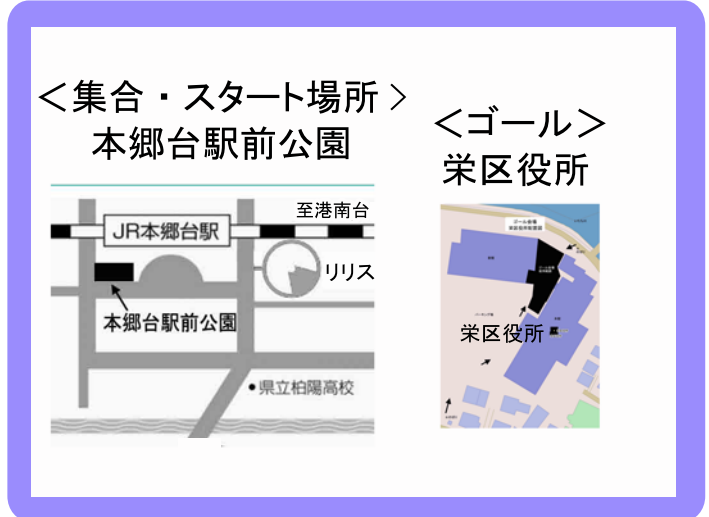 ＜集合・スタート場所＞
本郷台駅前公園
至港南台
JR本郷台駅
リリス
本郷台駅前公園
●県立柏陽高校
＜ゴール＞
栄区役所
栄区役所